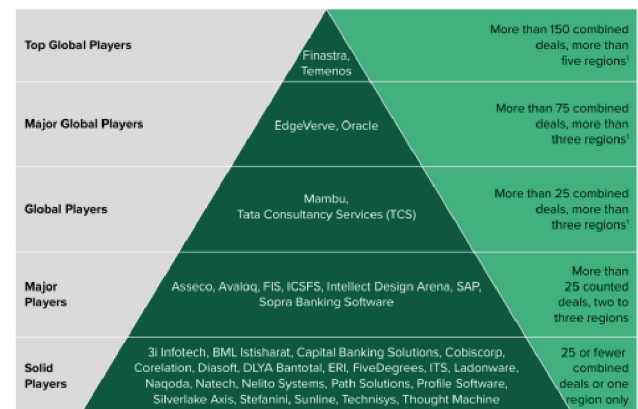 Top Global Players
Finastra,
Temenos
More than 150 combined
deals, more than
five regions¹
Major Global Players
EdgeVerve, Oracle
More than 75 combined
deals, more than
three regions¹
Global Players
Mambu,
Tata Consultancy Services (TCS)
More than 25 combined
deals, more than
three regions¹
Major
Players
Asseco, Avaloq, FIS, ICSFS, Intellect Design Arena, SAP,
Sopra Banking Software
More than
25 counted
deals, two to
three regions
Solid
Players
3i Infotech, BML Istisharat, Capital Banking Solutions, Cobiscorp,
Corelation, Diasoft, DLYA Bantotal, ERI, FiveDegrees, ITS, Ladonware,
Naqoda, Natech, Nelito Systems, Path Solutions, Profile Software,
Silverlake Axis, Stefanini, Sunline, Technisys, Thought Machine
25 or fewer
combined
deals or one
region only